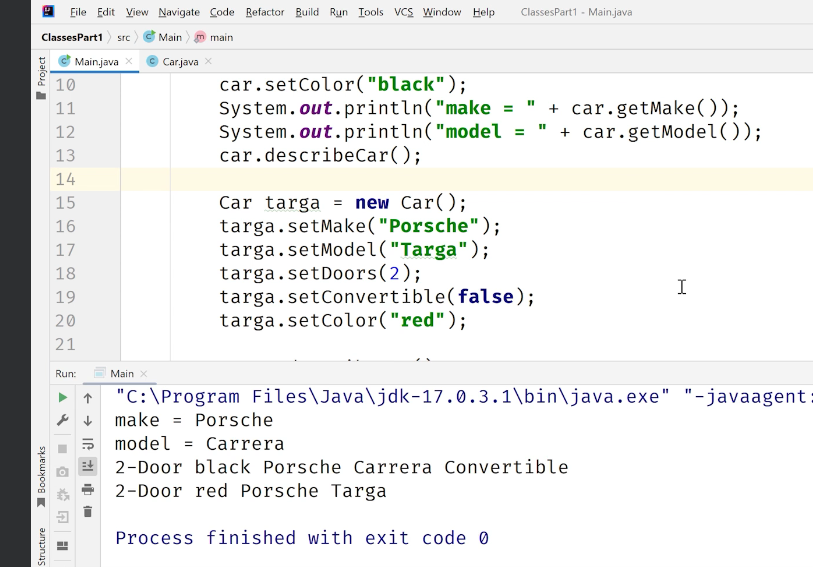 File Edit View Navigate Code Refactor Build Run Tools VCS Window Help ClassesPart1 - Main.java
ClassesPart1 src Main main
Main.java Car.java
Project
10 car.setColor("black");
11 System.out.println("make = " + car.getMake());
12 System.out.println("model = " + car.getModel());
13 car.describeCar();
14
15 Car targa = new Car();
16 targa.setMake("Porsche");
17 targa.setModel("Targa");
18 targa.setDoors(2);
19 targa.setConvertible(false);
20 targa.setColor("red");
21
Run: Main
"C:\Program Files\Java\jdk-17.0.3.1\bin\java.exe" "-javaagent:
make = Porsche
model = Carrera
2-Door black Porsche Carrera Convertible
2-Door red Porsche Targa
Process finished with exit code 0
Bookmarks
Structure